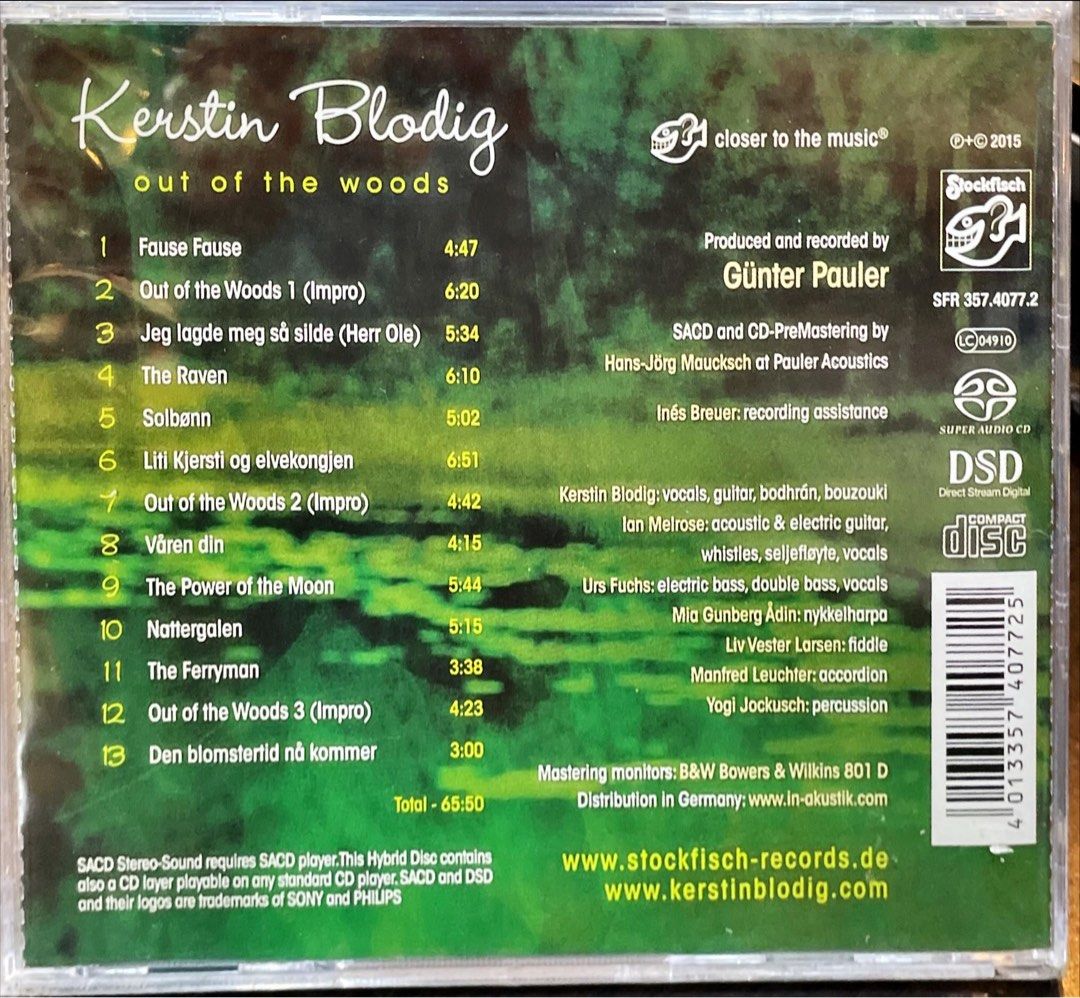 Kerstin Blodig
out of the woods
1 Fause Fause 4:47
2 Out of the Woods 1 (Impro) 6:20
3 Jeg lagde meg så silde (Herr Ole) 5:34
4 The Raven 6:10
5 Solbønn 5:02
6 Liti Kjersti og elvekongjen 6:51
7 Out of the Woods 2 (Impro) 4:42
8 Våren din 4:15
9 The Power of the Moon 5:44
10 Nattergalen 5:15
11 The Ferryman 3:38
12 Out of the Woods 3 (Impro) 4:23
13 Den blomstertid nå kommer 3:00
Total - 65:50
SACD Stereo-Sound requires SACD player.This Hybrid Disc contains
also a CD layer playable on any standard CD player. SACD and DSD
and their logos are trademarks of SONY and PHILIPS
closer to the music®
Produced and recorded by
Günter Pauler
SACD and CD-PreMastering by
Hans-Jörg Maucksch at Pauler Acoustics
Inés Breuer: recording assistance
Kerstin Blodig: vocals, guitar, bodhrán, bouzouki
Ian Melrose: acoustic & electric guitar,
whistles, seljefløyte, vocals
Urs Fuchs: electric bass, double bass, vocals
Mia Gunberg Ådin: nykkelharpa
Liv Vester Larsen: fiddle
Manfred Leuchter: accordion
Yogi Jockusch: percussion
Mastering monitors: B&W Bowers & Wilkins 801 D
Distribution in Germany: www.in-akustik.com
www.stockfisch-records.de
www.kerstinblodig.com
℗+© 2015
Stockfisch
SFR 357.4077.2
LC 04910
SUPER AUDIO CD
DSD
Direct Stream Digital
COMPACT
disc
4 013357 407725